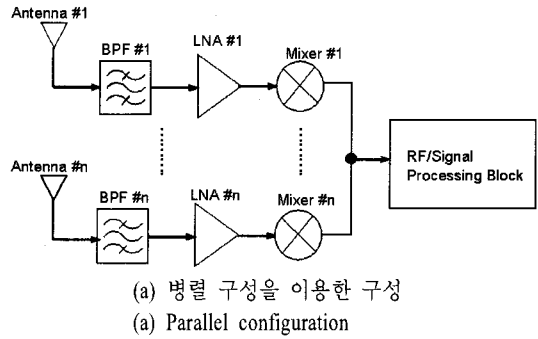 Antenna #1
BPF #1
LNA #1
Mixer #1
RF/Signal
Processing Block
Antenna #n
BPF #n
LNA #n
Mixer #n
(a) 병렬 구성을 이용한 구성
(a) Parallel configuration